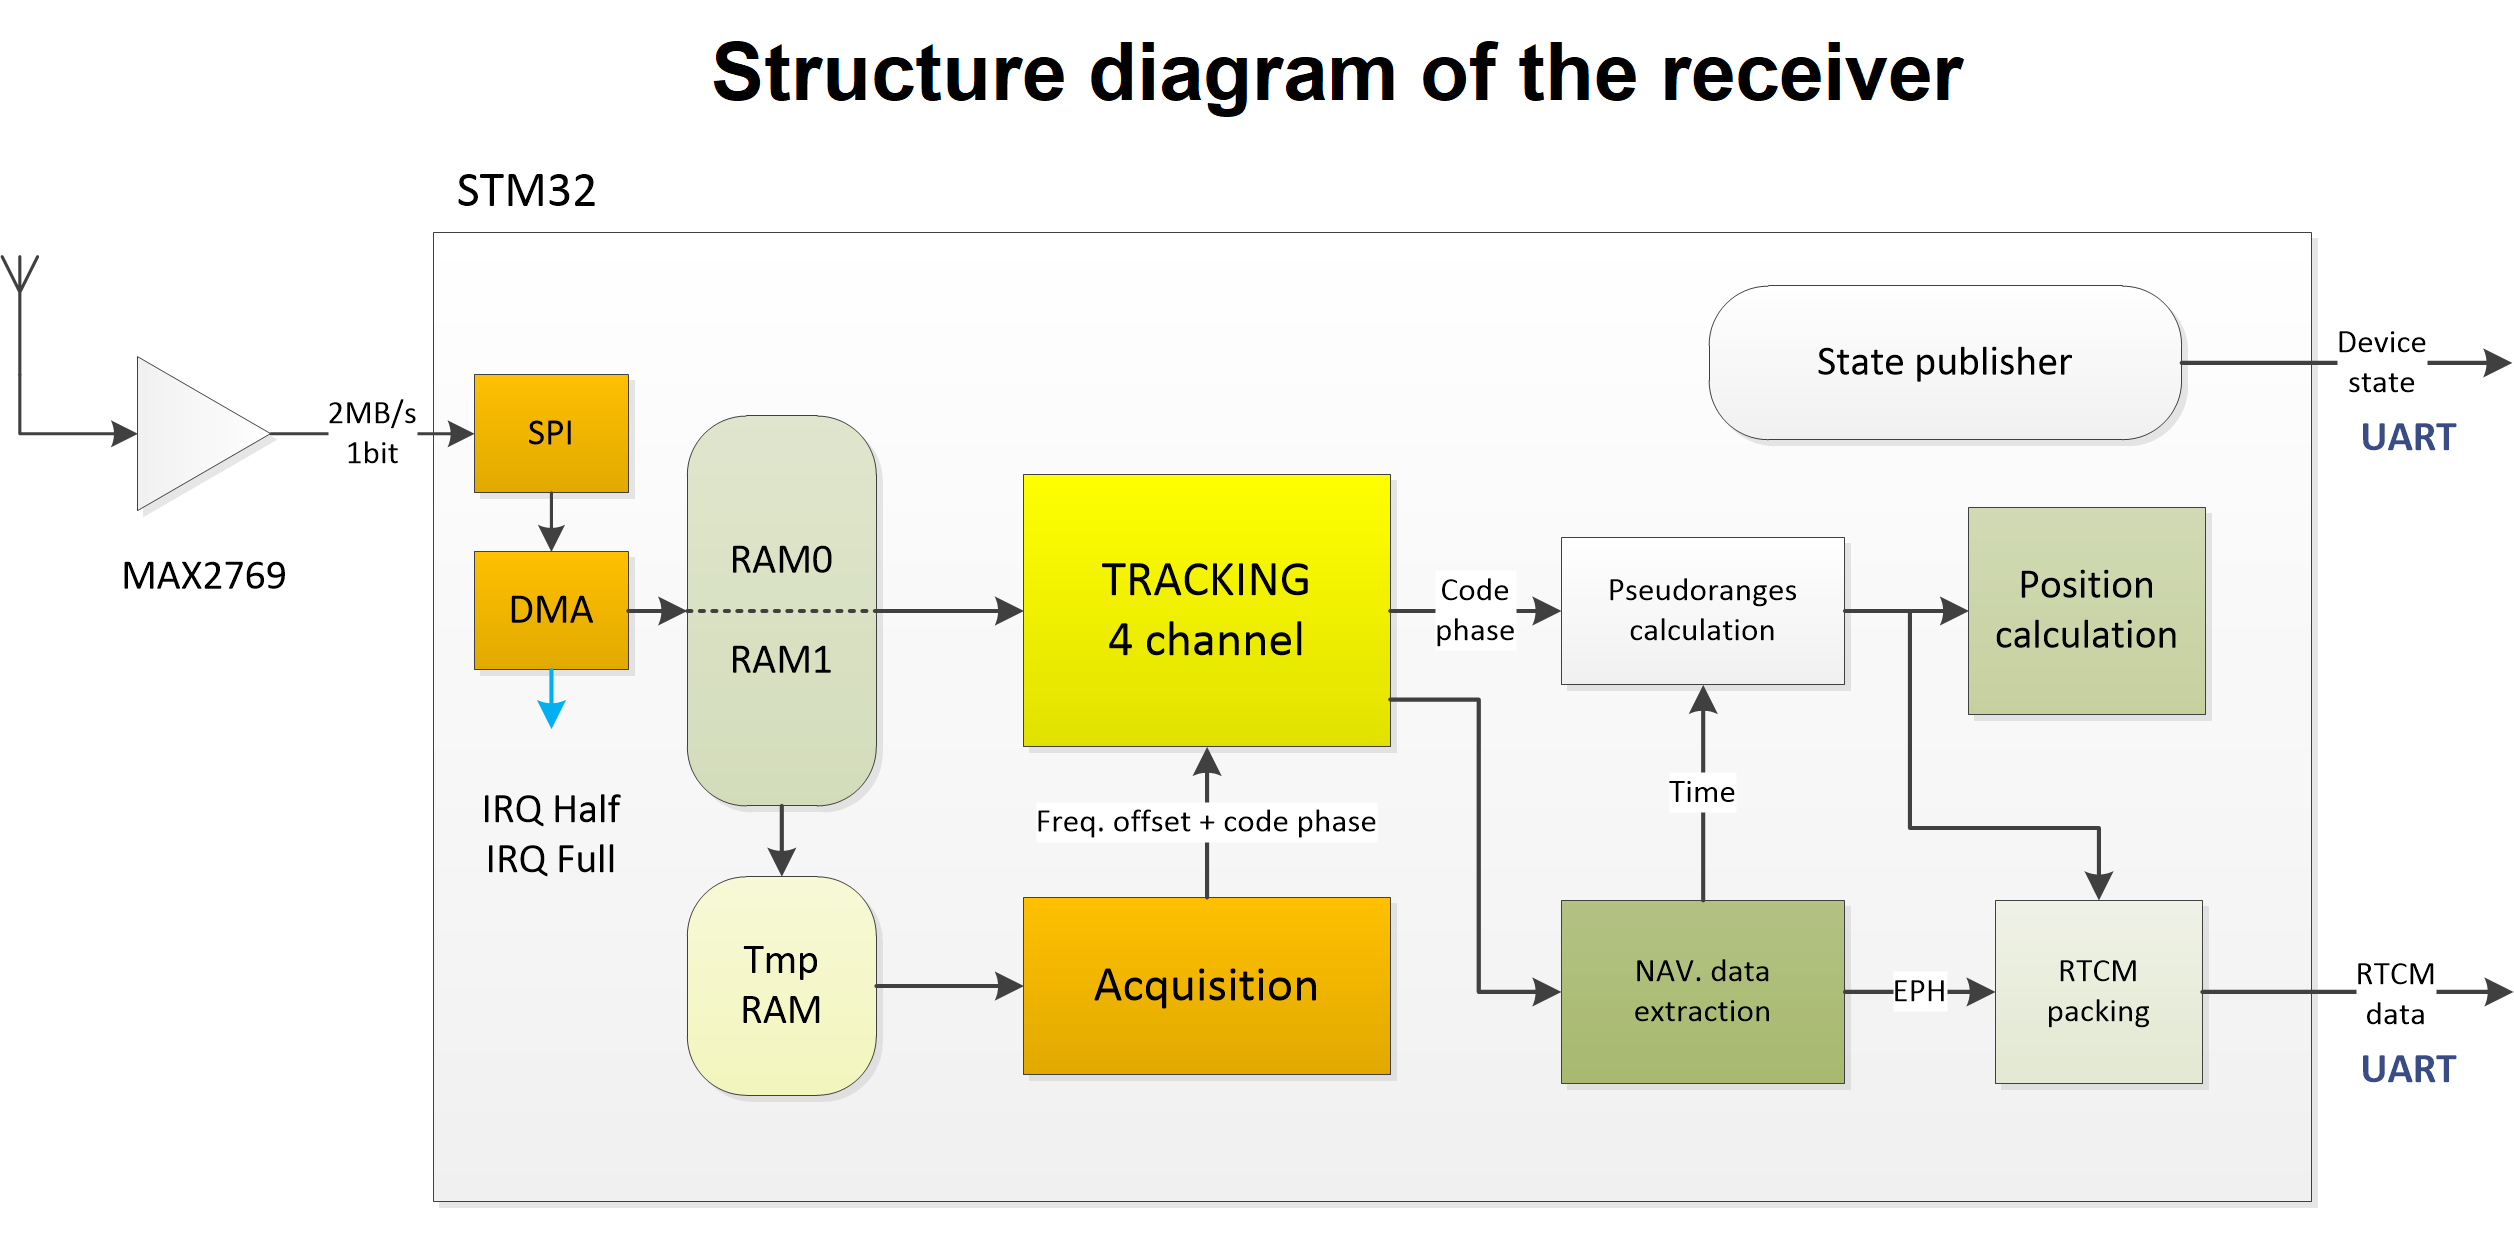 Structure diagram of the receiver
STM32
MAX2769
2MB/s
1bit
SPI
DMA
IRQ Half
IRQ Full
RAM0
RAM1
Tmp
RAM
TRACKING
4 channel
Freq. offset + code phase
Acquisition
Code
phase
Pseudoranges
calculation
Time
NAV. data
extraction
EPH
State publisher
Position
calculation
RTCM
packing
Device
state
UART
RTCM
data
UART